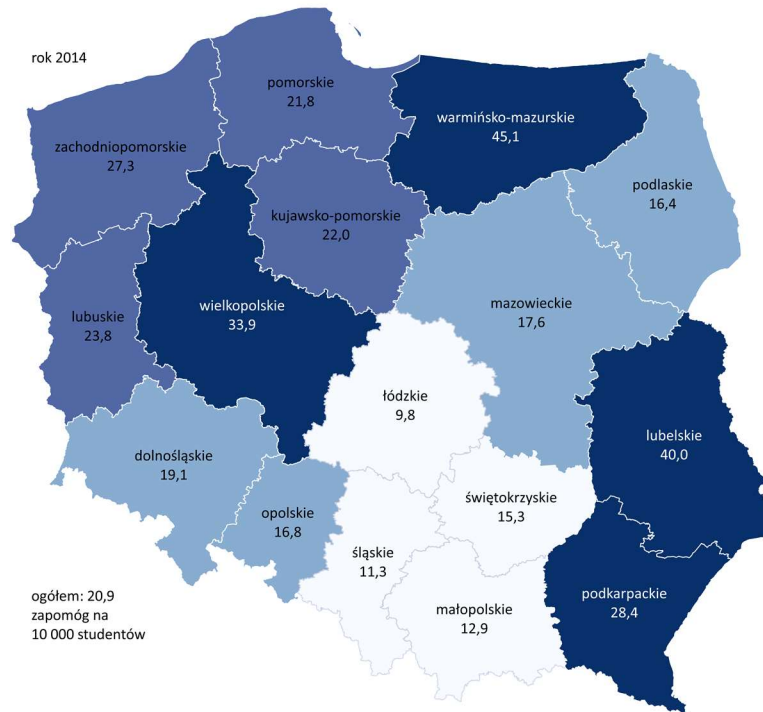 rok 2014
pomorskie
21,8
warmińsko-mazurskie
45,1
zachodniopomorskie
27,3
podlaskie
16,4
kujawsko-pomorskie
22,0
wielkopolskie
33,9
mazowieckie
17,6
lubuskie
23,8
łódzkie
9,8
lubelskie
40,0
dolnośląskie
19,1
świętokrzyskie
15,3
opolskie
16,8
śląskie
11,3
podkarpackie
28,4
małopolskie
12,9
ogółem: 20,9
zapomóg na
10 000 studentów